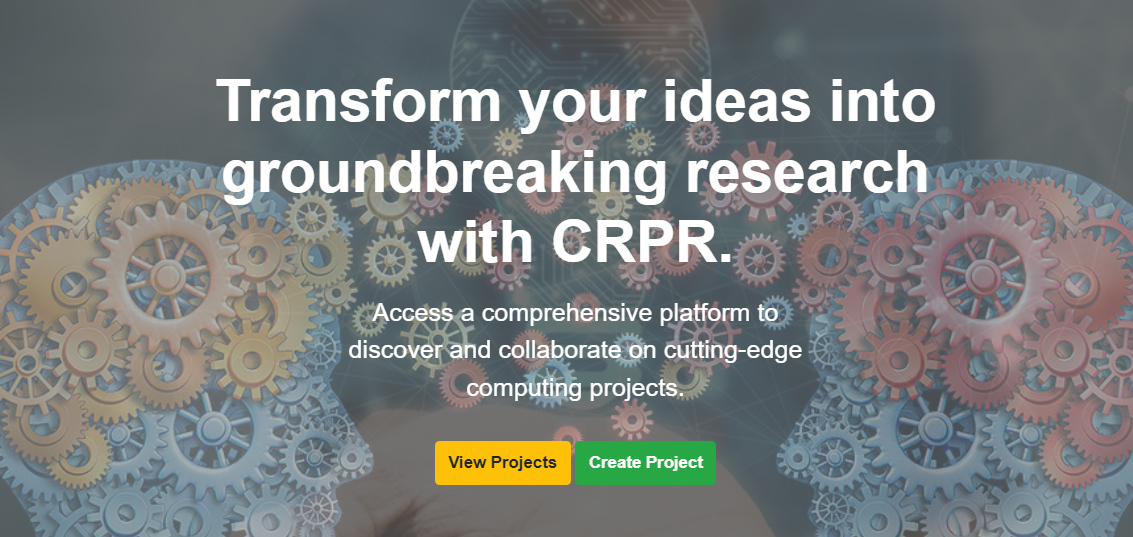 Transform your ideas into
groundbreaking research
with CRPR.
Access a comprehensive platform to
discover and collaborate on cutting-edge
computing projects.
View Projects Create Project